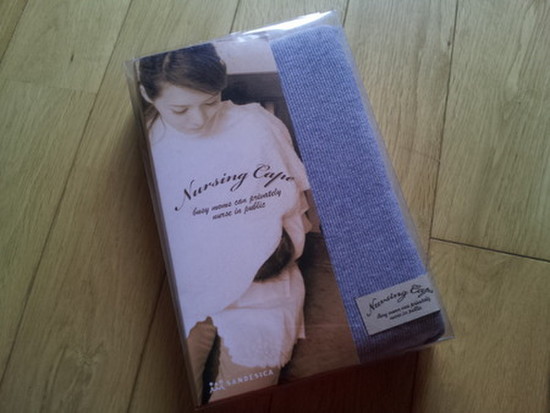 Nursing Cape
busy moms can privately
nurse in public
SANDESICA
Nursing Cape
busy moms can privately
nurse in public